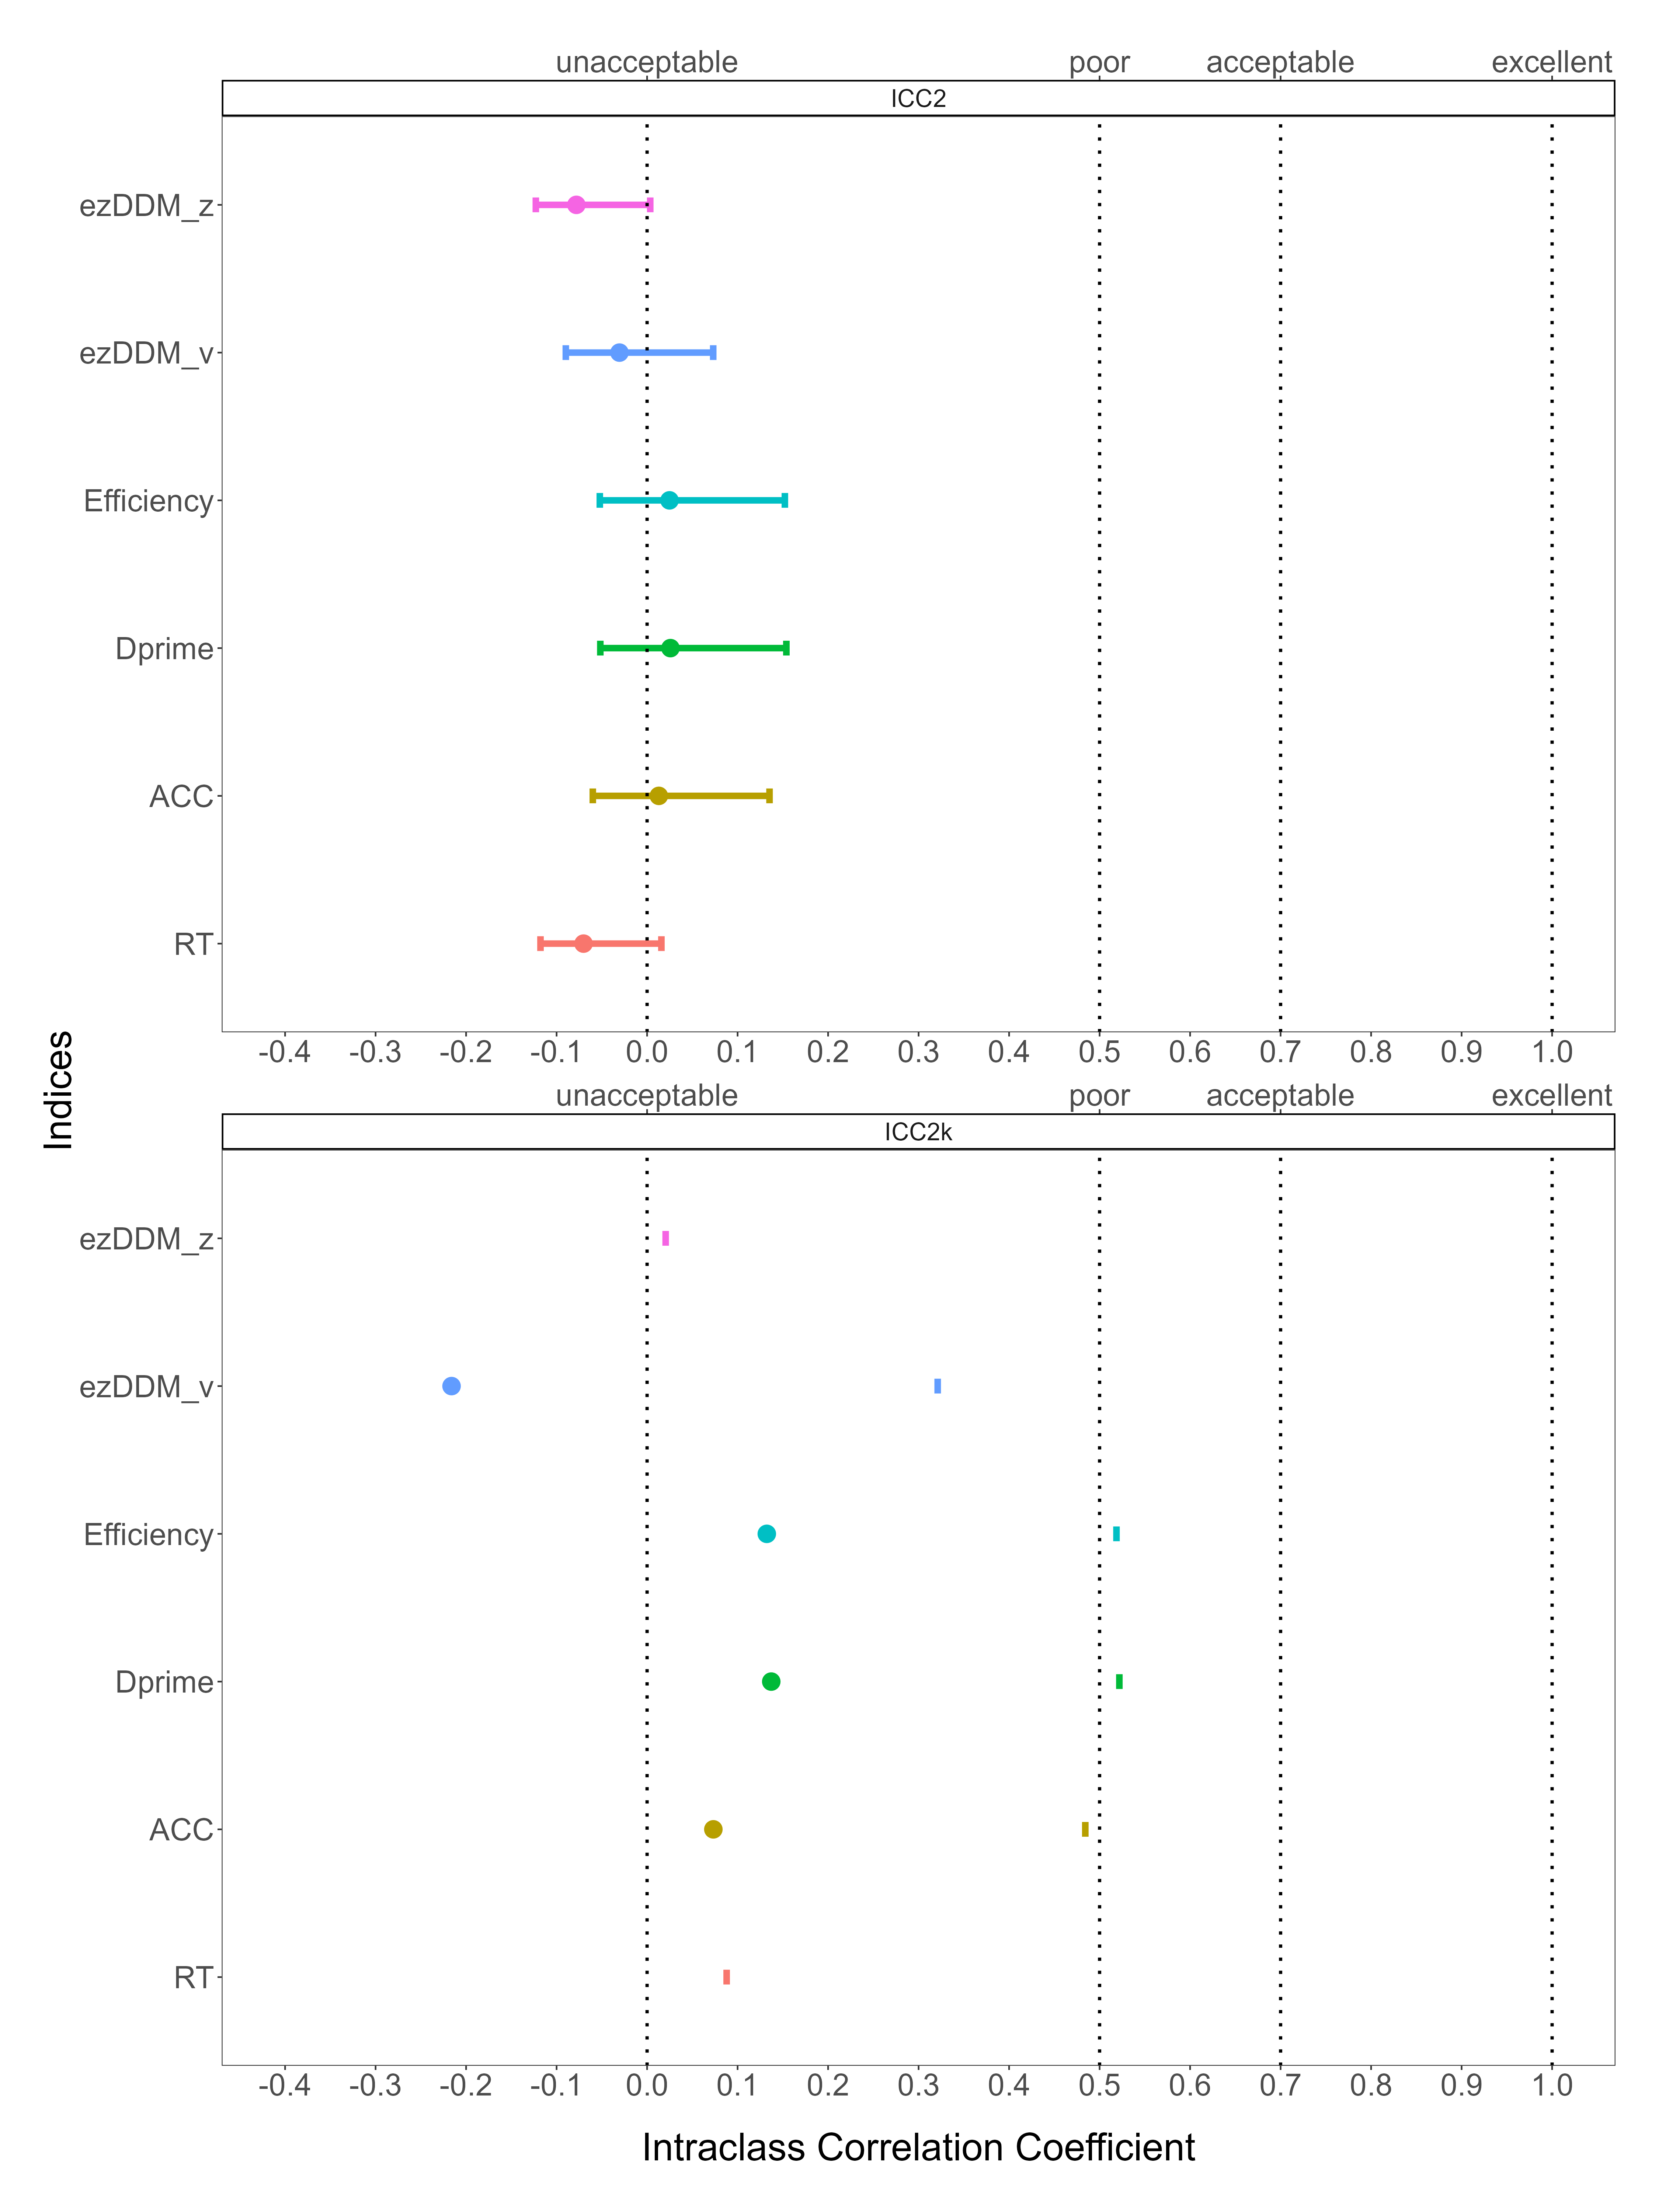 unacceptable poor acceptable excellent
ICC2
ezDDM_z
ezDDM_v
Efficiency
Dprime
ACC
RT
-0.4 -0.3 -0.2 -0.1 0.0 0.1 0.2 0.3 0.4 0.5 0.6 0.7 0.8 0.9 1.0
Indices
unacceptable poor acceptable excellent
ICC2k
ezDDM_z
ezDDM_v
Efficiency
Dprime
ACC
RT
-0.4 -0.3 -0.2 -0.1 0.0 0.1 0.2 0.3 0.4 0.5 0.6 0.7 0.8 0.9 1.0
Intraclass Correlation Coefficient